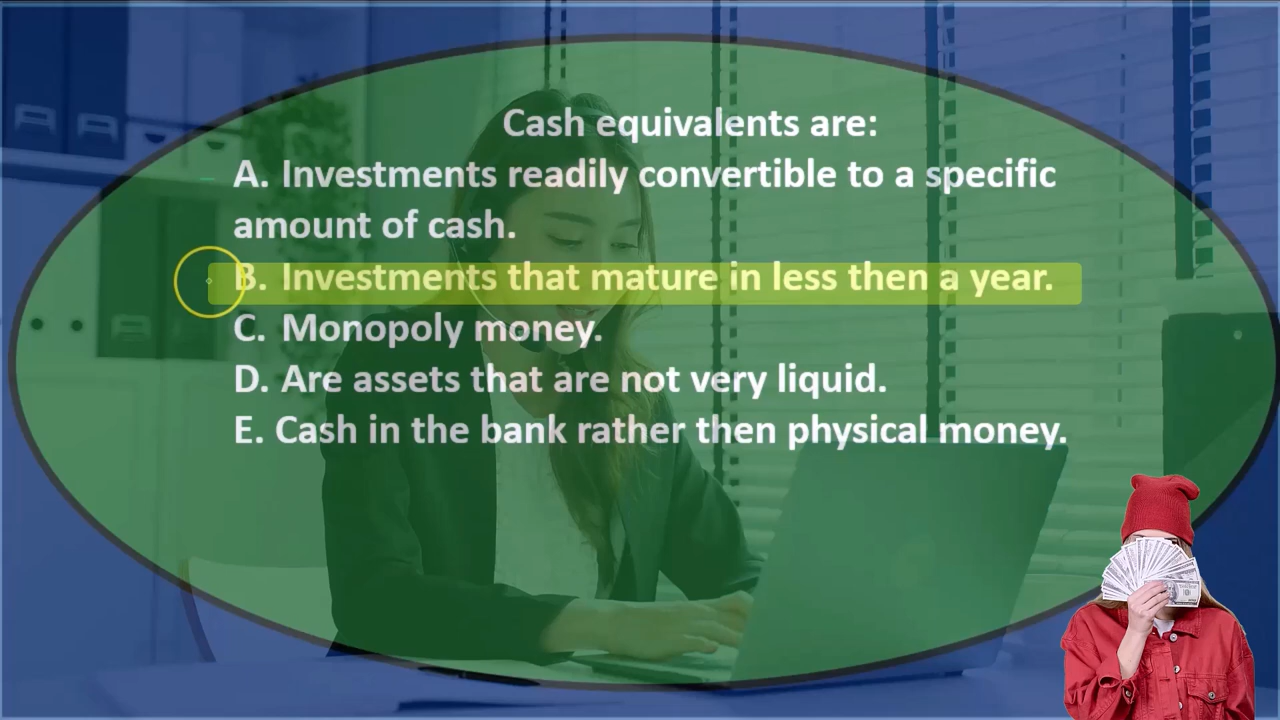 Cash equivalents are:
A. Investments readily convertible to a specific
amount of cash.
B. Investments that mature in less then a year.
C. Monopoly money.
D. Are assets that are not very liquid.
E. Cash in the bank rather then physical money.